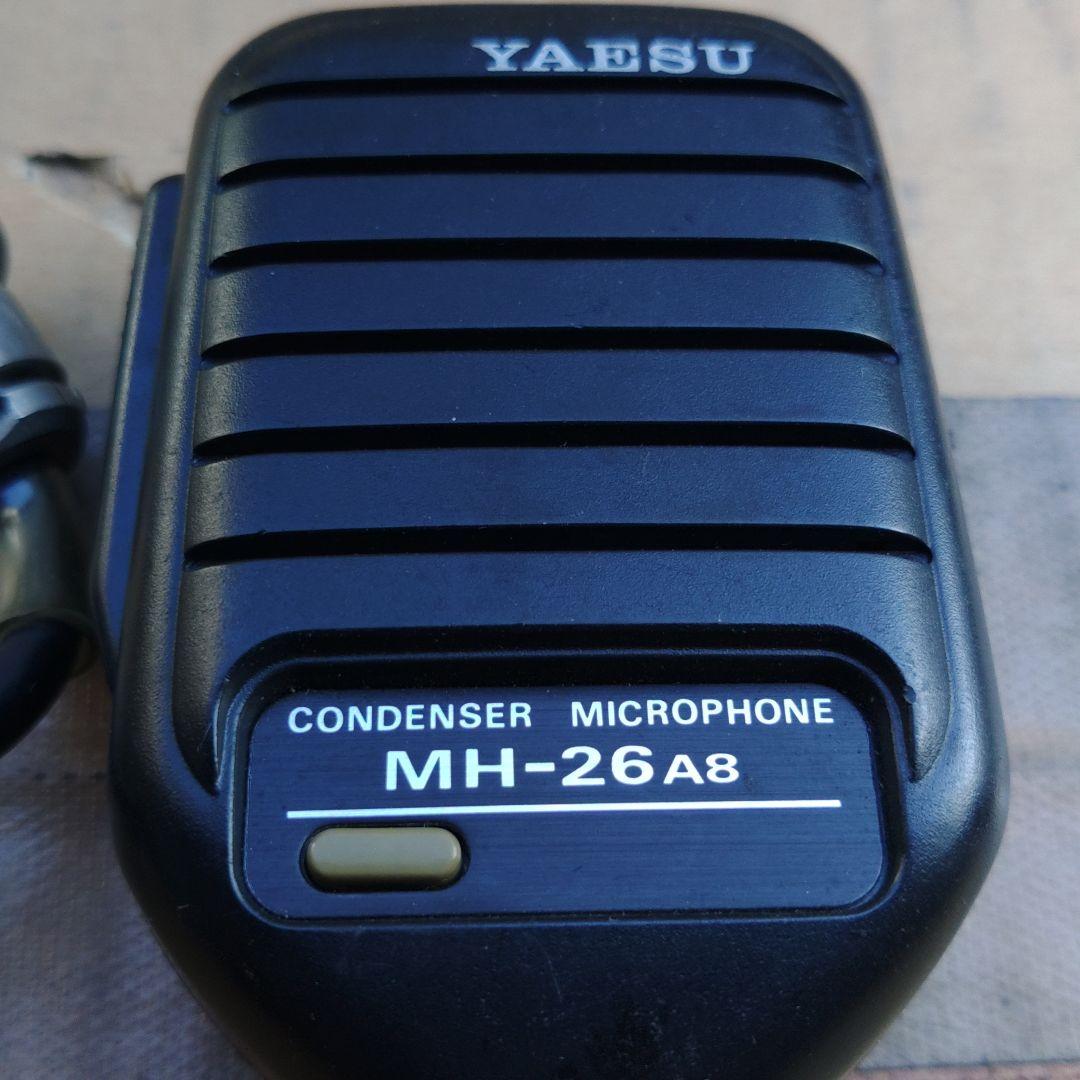 YAESU
CONDENSER MICROPHONE
MH-26A8